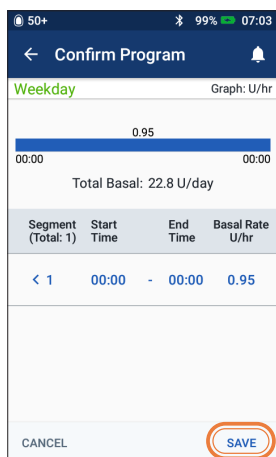 50+ 99% 07:03
Confirm Program
Weekday Graph: U/hr
0.95
00:00 00:00
Total Basal: 22.8 U/day
Segment Start End Basal Rate
(Total: 1) Time Time U/hr
< 1 00:00 - 00:00 0.95
CANCEL SAVE